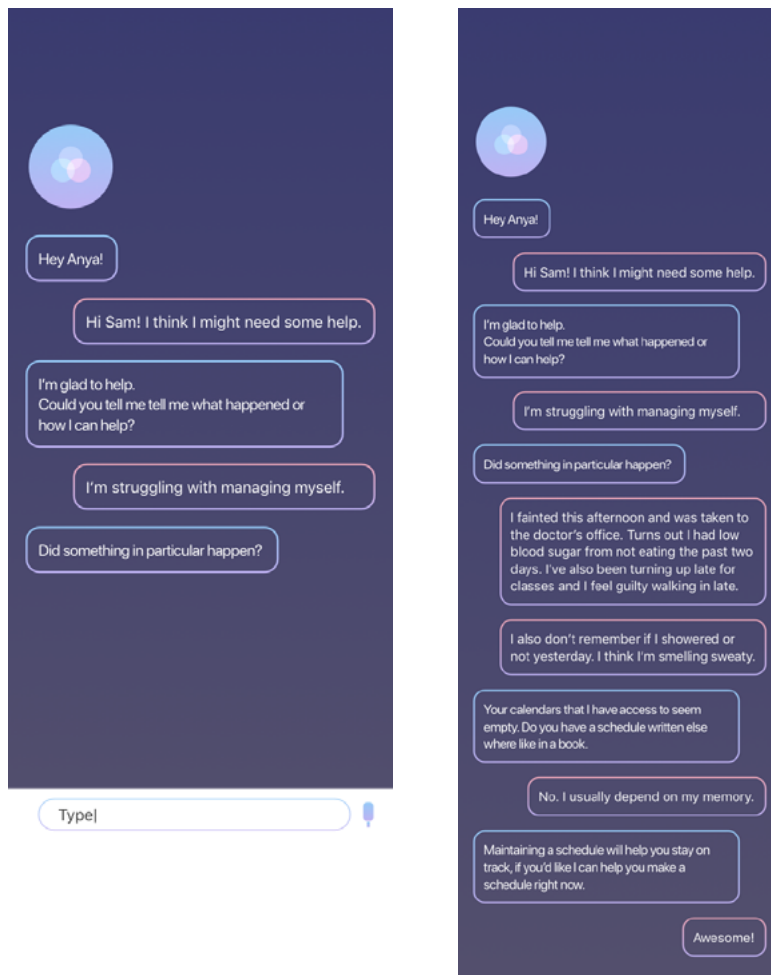 Hey Anya!
Hi Sam! I think I might need some help.
I'm glad to help.
Could you tell me tell me what happened or
how I can help?
I'm struggling with managing myself.
Did something in particular happen?
Type|
Hey Anya!
Hi Sam! I think I might need some help.
I'm glad to help.
Could you tell me tell me what happened or
how I can help?
I'm struggling with managing myself.
Did something in particular happen?
I fainted this afternoon and was taken to
the doctor's office. Turns out I had low
blood sugar from not eating the past two
days. I've also been turning up late for
classes and I feel guilty walking in late.
I also don't remember if I showered or
not yesterday. I think I'm smelling sweaty.
Your calendars that I have access to seem
empty. Do you have a schedule written else
where like in a book.
No. I usually depend on my memory.
Maintaining a schedule will help you stay on
track, if you'd like I can help you make a
schedule right now.
Awesome!